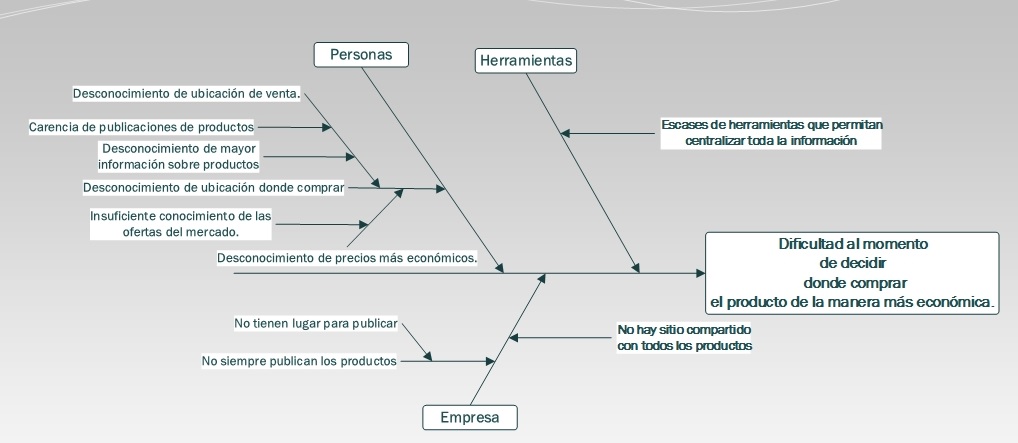 Personas
Herramientas
Desconocimiento de ubicación de venta.
Carencia de publicaciones de productos
Desconocimiento de mayor
información sobre productos
Desconocimiento de ubicación donde comprar
Insuficiente conocimiento de las
ofertas del mercado.
Desconocimiento de precios más económicos.
Escases de herramientas que permitan
centralizar toda la información
Dificultad al momento
de decidir
donde comprar
el producto de la manera más económica.
No tienen lugar para publicar
No siempre publican los productos
No hay sitio compartido
con todos los productos
Empresa